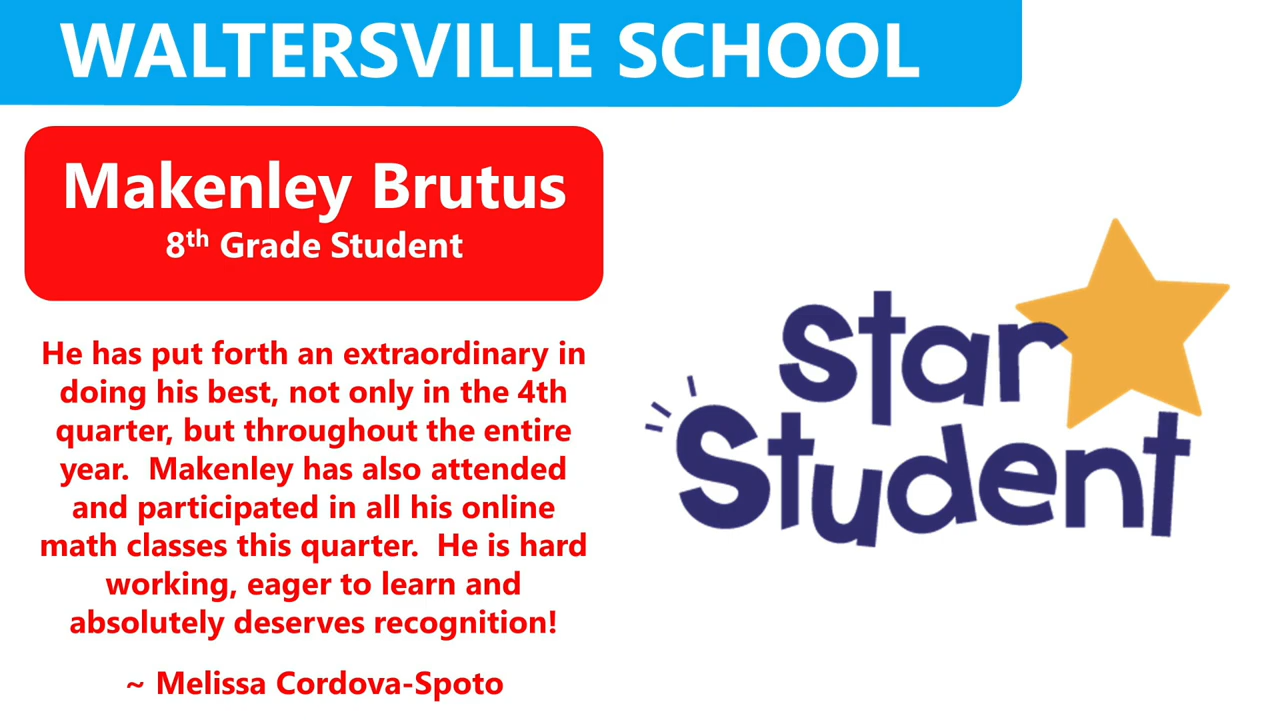 WALTERSVILLE SCHOOL
Makenley Brutus
8th Grade Student
He has put forth an extraordinary in
doing his best, not only in the 4th
quarter, but throughout the entire
year.  Makenley has also attended
and participated in all his online
math classes this quarter.  He is hard
working, eager to learn and
absolutely deserves recognition!
~ Melissa Cordova-Spoto
star
Student